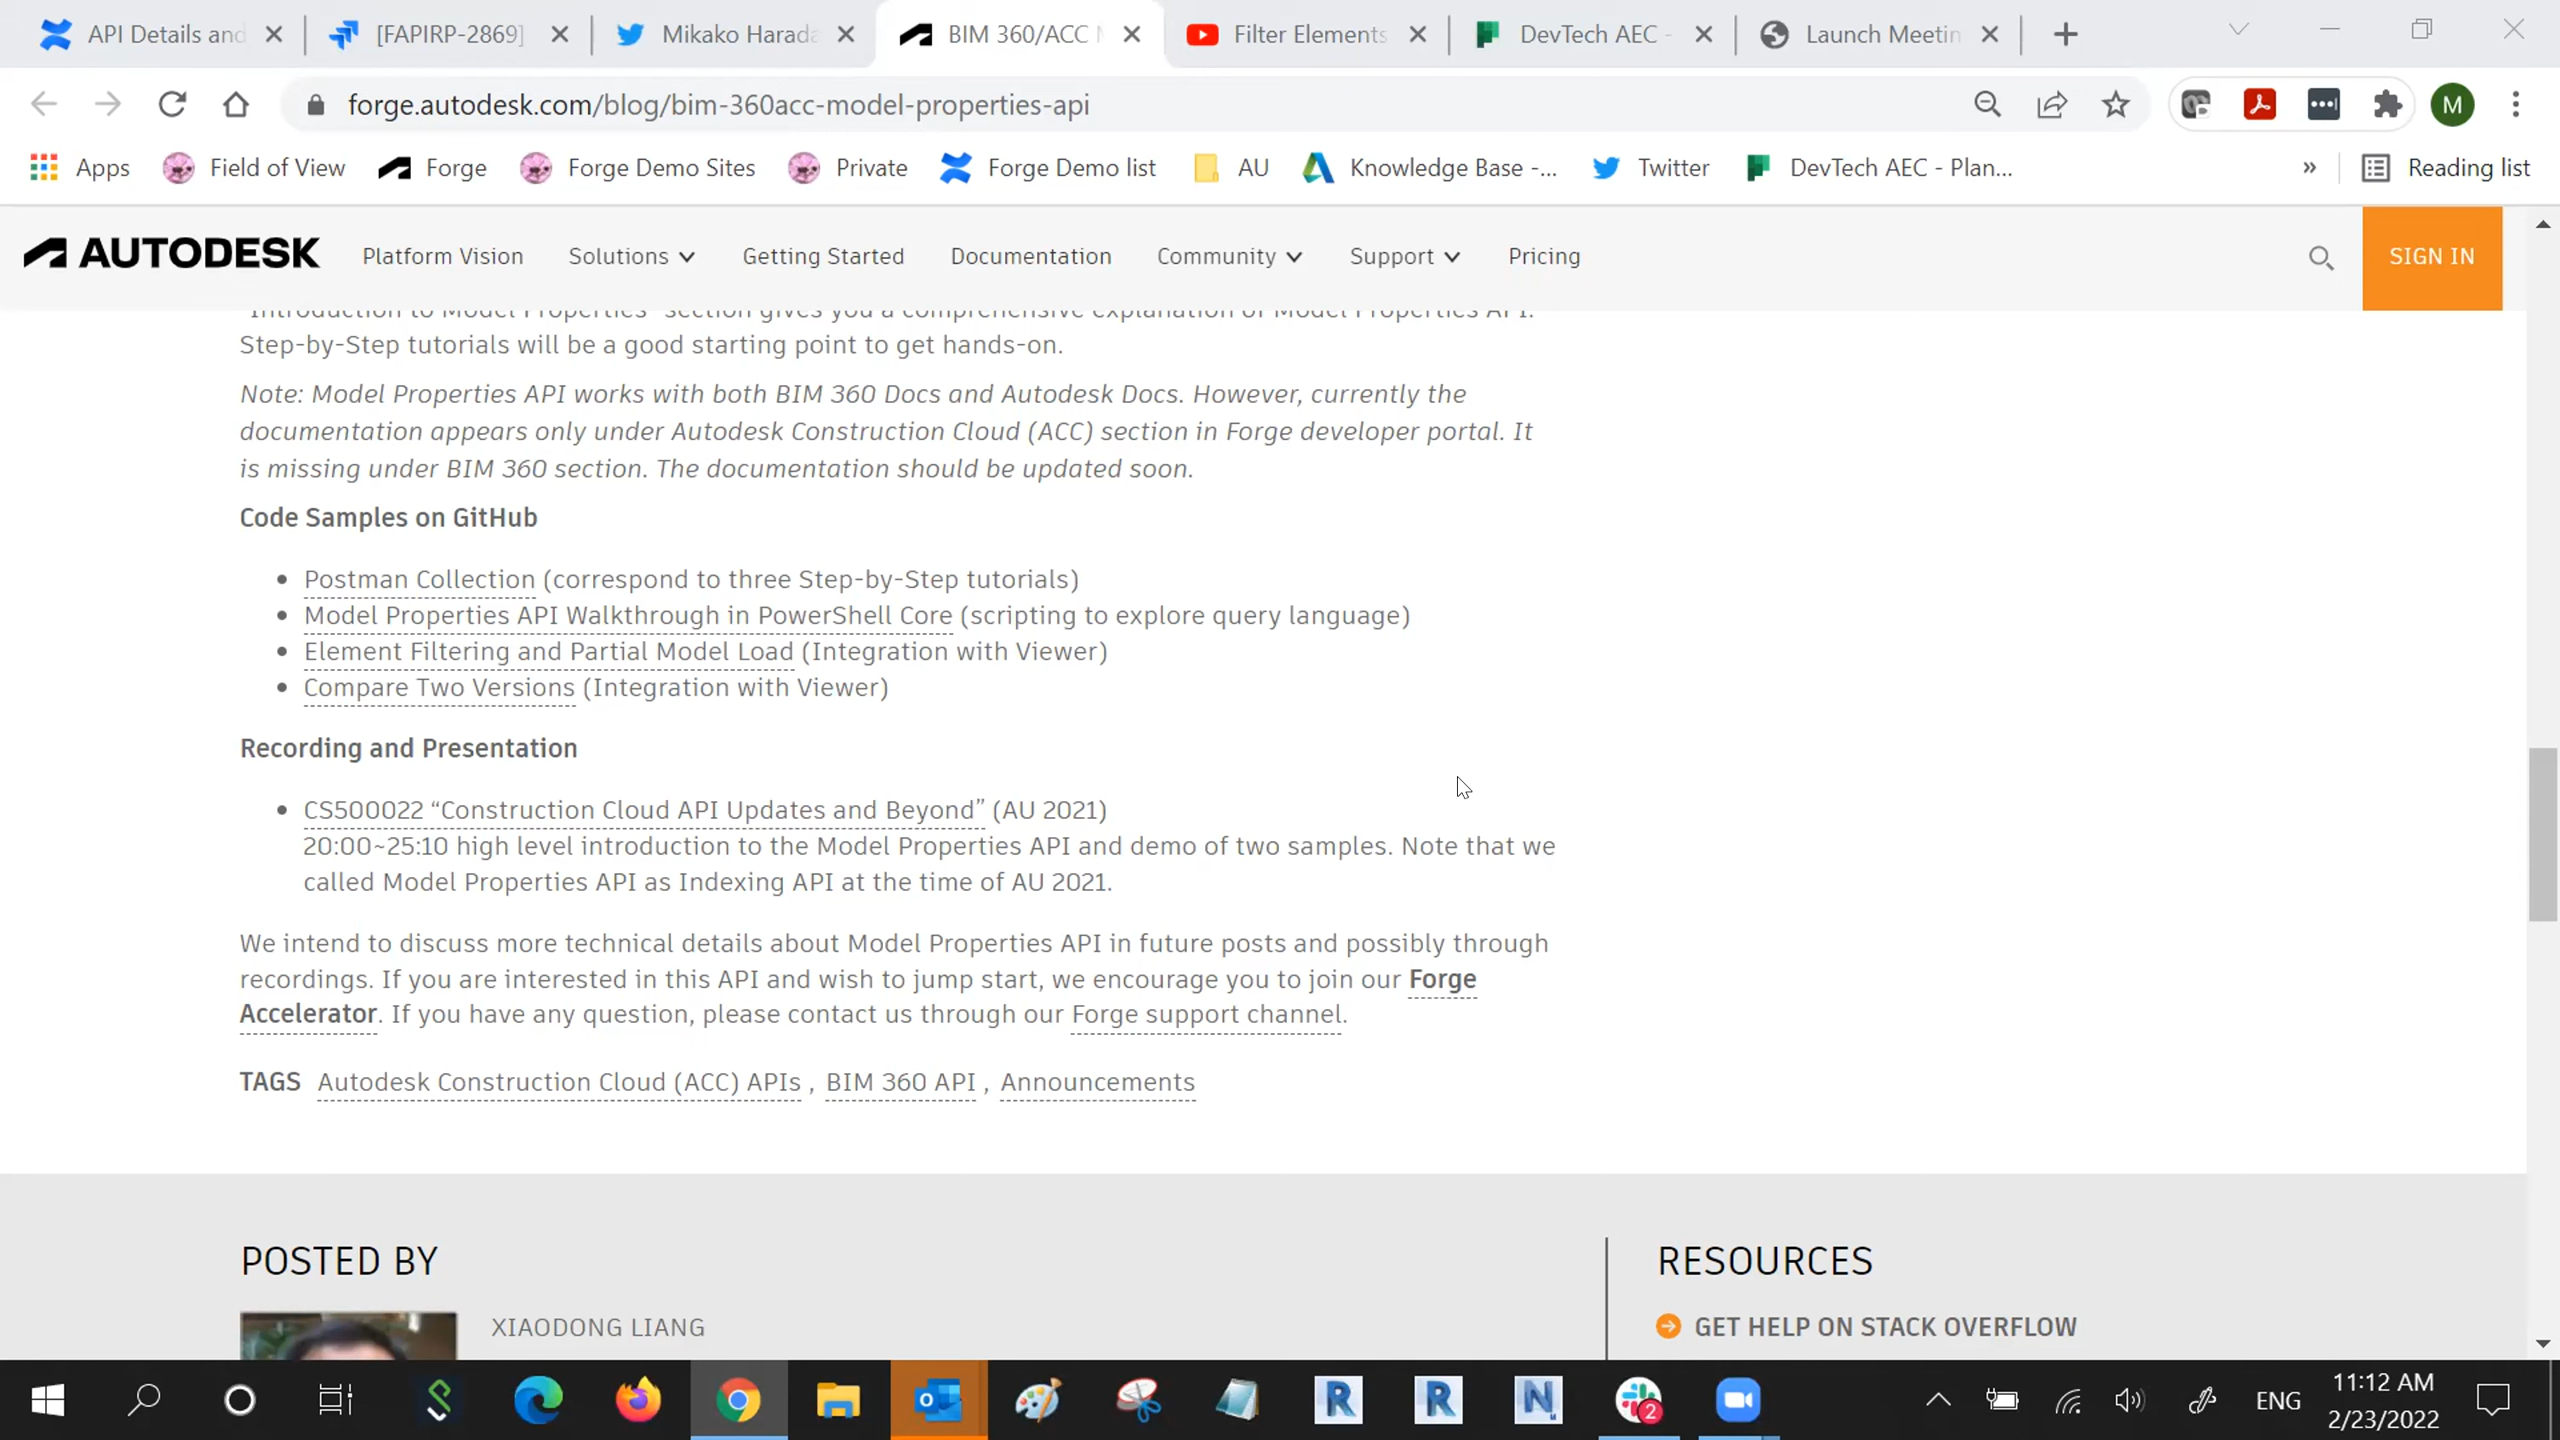 API Details and
[FAPIRP-2869]
Mikako Harada
BIM 360/ACC M
Filter Elements
DevTech AEC -
Launch Meetin
forge.autodesk.com/blog/bim-360acc-model-properties-api
M
Apps
Field of View
Forge
Forge Demo Sites
Private
Forge Demo list
AU
Knowledge Base -...
Twitter
DevTech AEC - Plan...
»
Reading list
AUTODESK
Platform Vision
Solutions
Getting Started
Documentation
Community
Support
Pricing
SIGN IN
"Introduction to Model Properties" section gives you a comprehensive explanation of Model Properties API.
Step-by-Step tutorials will be a good starting point to get hands-on.
Note: Model Properties API works with both BIM 360 Docs and Autodesk Docs. However, currently the
documentation appears only under Autodesk Construction Cloud (ACC) section in Forge developer portal. It
is missing under BIM 360 section. The documentation should be updated soon.
Code Samples on GitHub
• Postman Collection (correspond to three Step-by-Step tutorials)
• Model Properties API Walkthrough in PowerShell Core (scripting to explore query language)
• Element Filtering and Partial Model Load (Integration with Viewer)
• Compare Two Versions (Integration with Viewer)
Recording and Presentation
• CS500022 “Construction Cloud API Updates and Beyond” (AU 2021)
20:00~25:10 high level introduction to the Model Properties API and demo of two samples. Note that we
called Model Properties API as Indexing API at the time of AU 2021.
We intend to discuss more technical details about Model Properties API in future posts and possibly through
recordings. If you are interested in this API and wish to jump start, we encourage you to join our Forge
Accelerator. If you have any question, please contact us through our Forge support channel.
TAGS Autodesk Construction Cloud (ACC) APIs , BIM 360 API , Announcements
POSTED BY
XIAODONG LIANG
RESOURCES
GET HELP ON STACK OVERFLOW
R
R
N
2
ENG
11:12 AM
2/23/2022